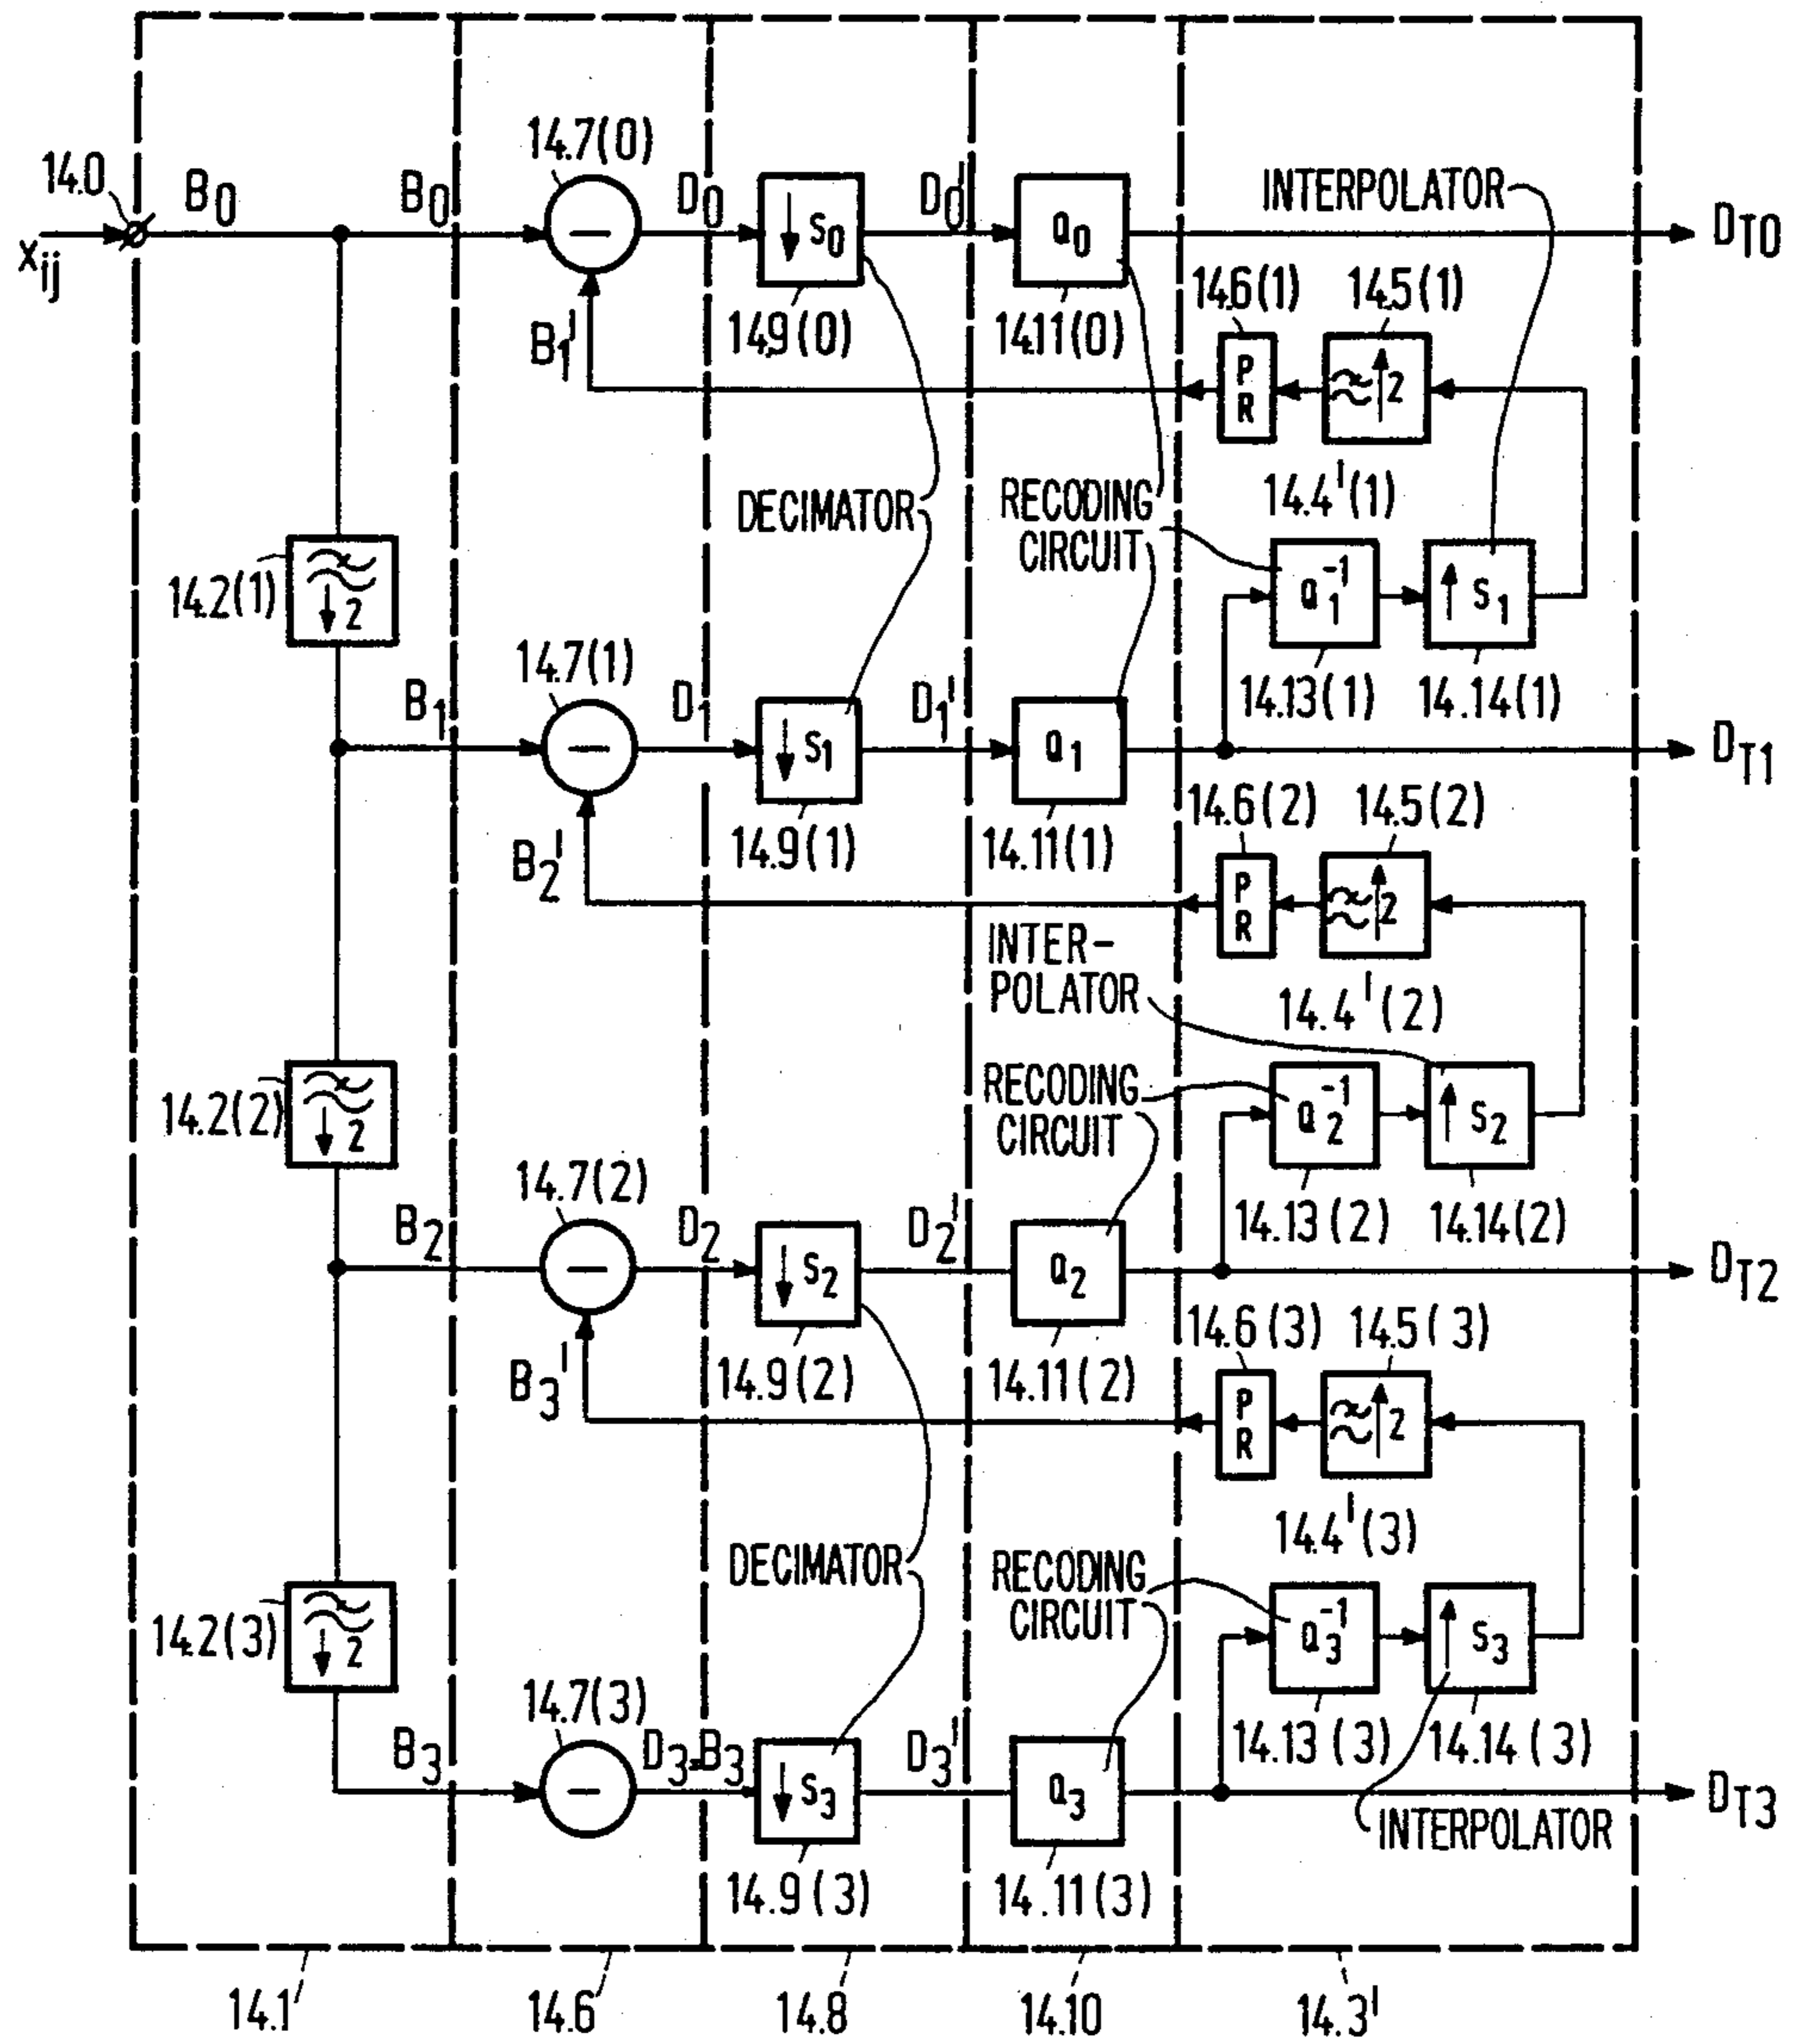 14.7(0)
14.0
B0
B0
D0
↓ S0
D0'
Q0
INTERPOLATOR
DT0
xij
−
14.9(0)
14.11(0)
14.6(1)
14.5(1)
B1'
P
R
2
DECIMATOR
RECODING
CIRCUIT
14.4'(1)
14.2(1)
2
Q1-1
S1
14.7(1)
14.13(1)
14.14(1)
B1
D1
S1
D1'
Q1
DT1
−
14.9(1)
14.11(1)
14.6(2)
14.5(2)
B2'
P
R
2
INTER-
POLATOR
14.4'(2)
14.2(2)
2
RECODING
CIRCUIT
Q2-1
S2
14.7(2)
14.13(2)
14.14(2)
B2
D2
S2
D2'
Q2
DT2
−
14.9(2)
14.11(2)
14.6(3)
14.5(3)
B3'
P
R
2
14.4'(3)
DECIMATOR
RECODING
CIRCUIT
14.2(3)
2
Q3-1
S3
14.7(3)
14.13(3)
14.14(3)
B3
D3=B3
S3
D3'
Q3
DT3
−
INTERPOLATOR
14.9(3)
14.11(3)
14.1'
14.6
14.8
14.10
14.3'